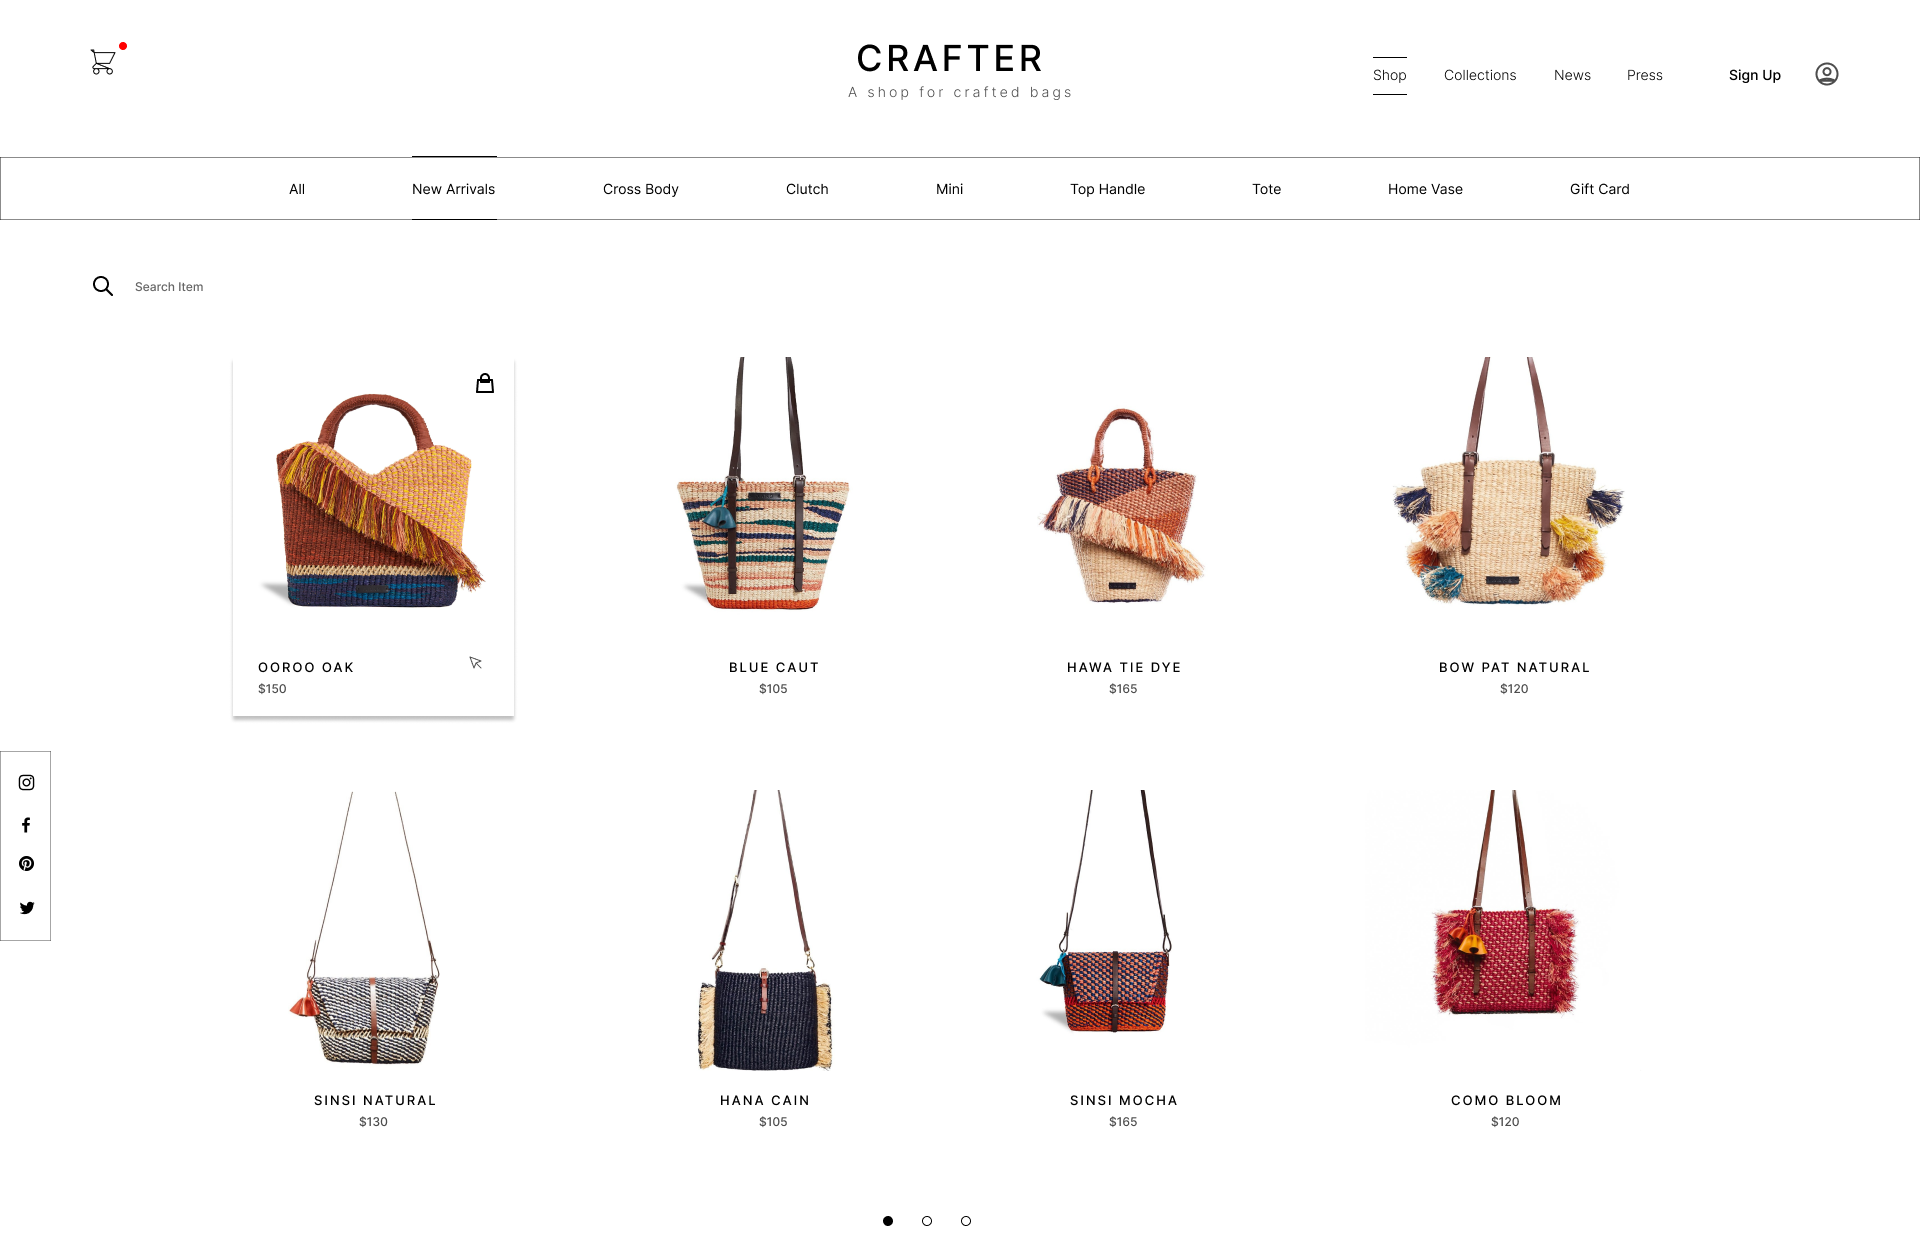 CRAFTER
A shop for crafted bags
Shop Collections News Press Sign Up
All New Arrivals Cross Body Clutch Mini Top Handle Tote Home Vase Gift Card
Search Item
OOROO OAK
$150
BLUE CAUT
$105
HAWA TIE DYE
$165
BOW PAT NATURAL
$120
SINSI NATURAL
$130
HANA CAIN
$105
SINSI MOCHA
$165
COMO BLOOM
$120